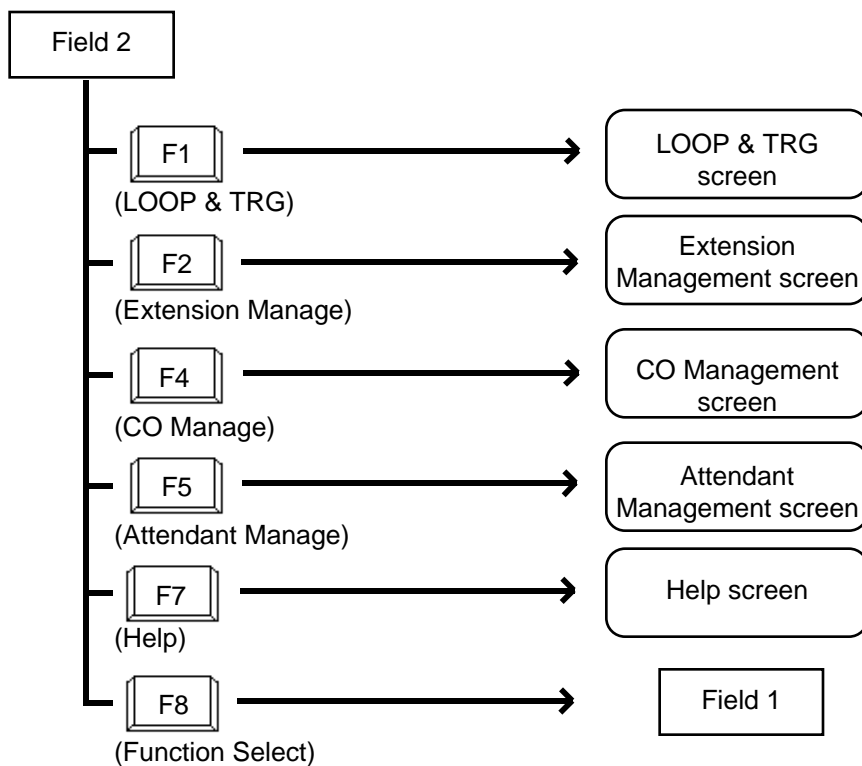 Field 2
F1
(LOOP & TRG)
LOOP & TRG
screen
F2
(Extension Manage)
Extension
Management screen
F4
(CO Manage)
CO Management
screen
F5
(Attendant Manage)
Attendant
Management screen
F7
(Help)
Help screen
F8
(Function Select)
Field 1